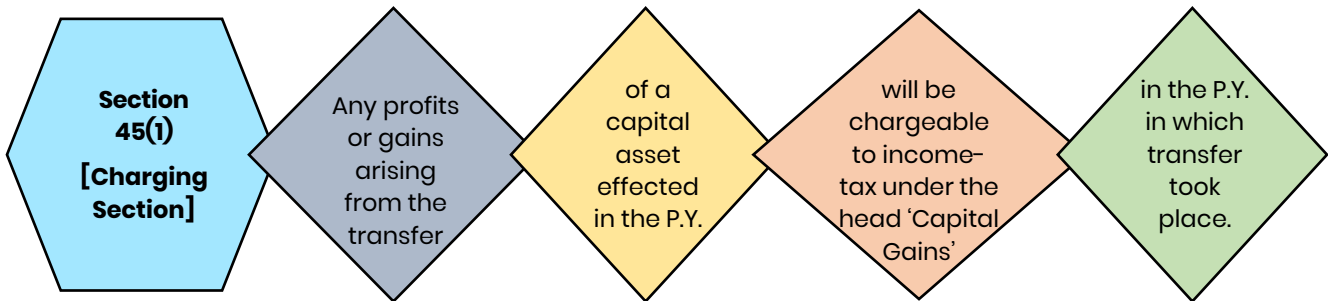 Section
45(1)
[Charging
Section]
Any profits
or gains
arising
from the
transfer
of a
capital
asset
effected
in the P.Y.
will be
chargeable
to income-
tax under the
head ‘Capital
Gains’
in the P.Y.
in which
transfer
took
place.